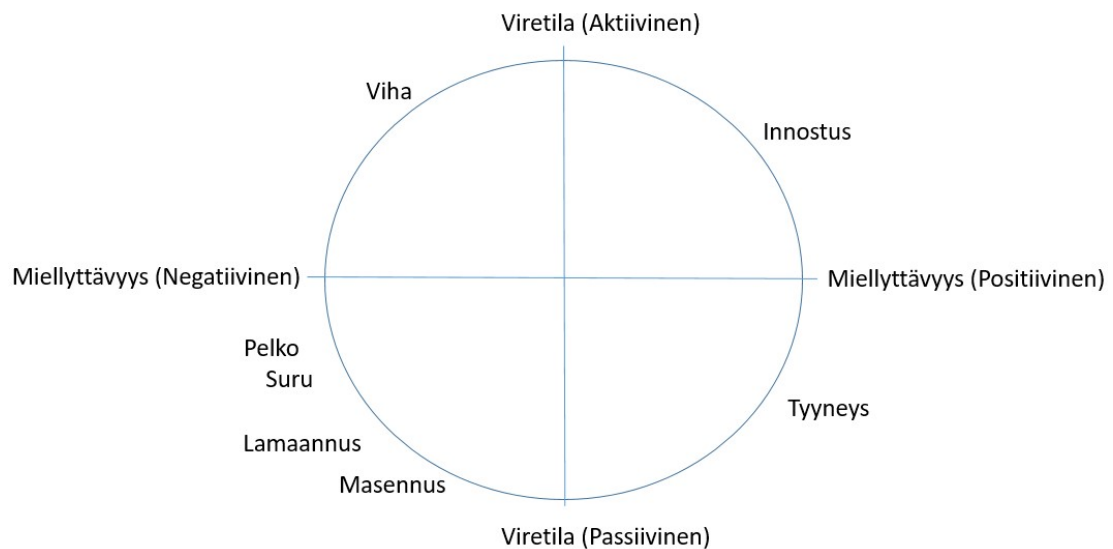 Viretila (Aktiivinen)
Viha
Innostus
Miellyttävyys (Negatiivinen)
Miellyttävyys (Positiivinen)
Pelko
Suru
Tyyneys
Lamaannus
Masennus
Viretila (Passiivinen)